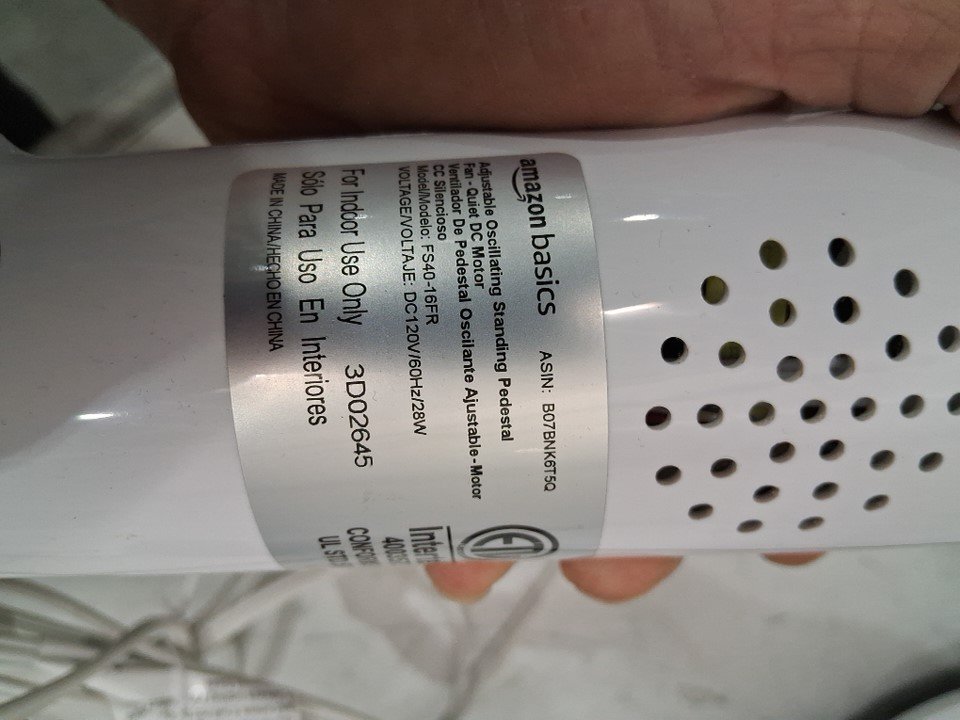 amazon basics ASIN: B07BNK6T5Q
Adjustable Oscillating Standing Pedestal
Fan - Quiet DC Motor
Ventilador De Pedestal Oscilante Ajustable-Motor
CC Silencioso
Model/Modelo: FS40-16FR
VOLTAGE/VOLTAJE: DC120V/60Hz/28W
For Indoor Use Only 3D02645
Sólo Para Uso En Interiores
MADE IN CHINA/HECHO EN CHINA